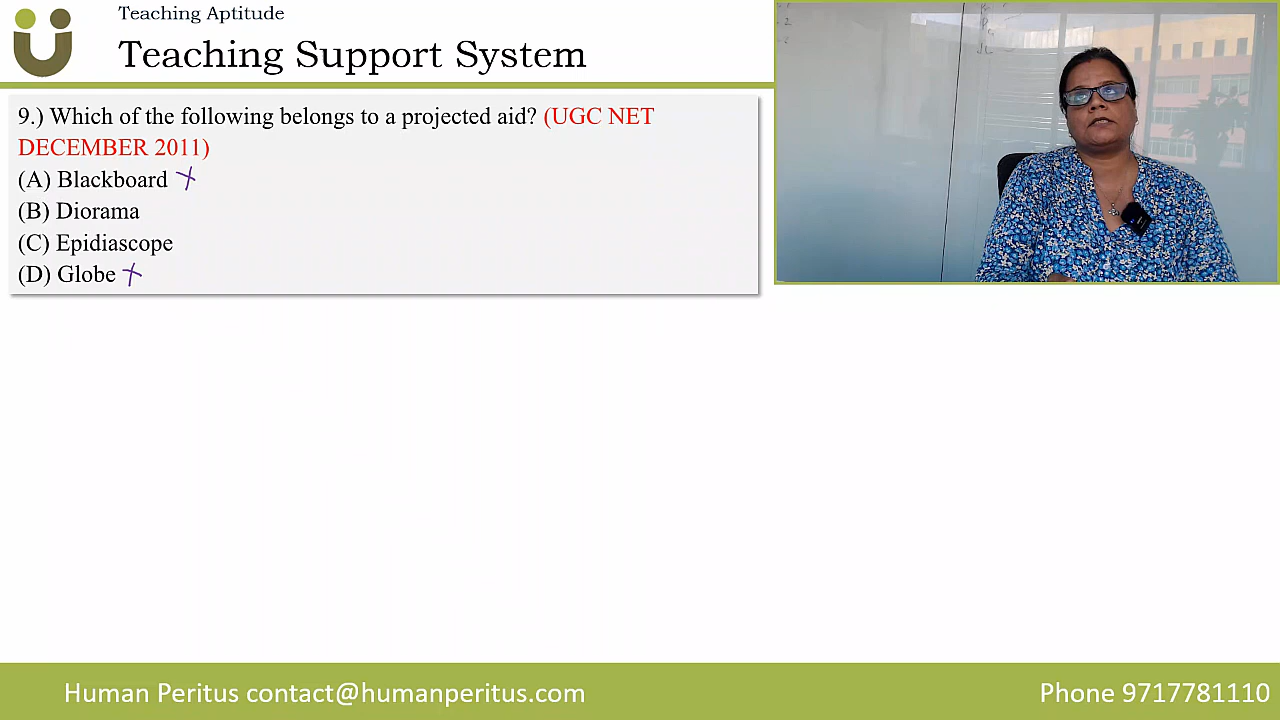 Teaching Aptitude
Teaching Support System
9.) Which of the following belongs to a projected aid? (UGC NET
DECEMBER 2011)
(A) Blackboard
(B) Diorama
(C) Epidiascope
(D) Globe
Human Peritus contact@humanperitus.com
Phone 9717781110